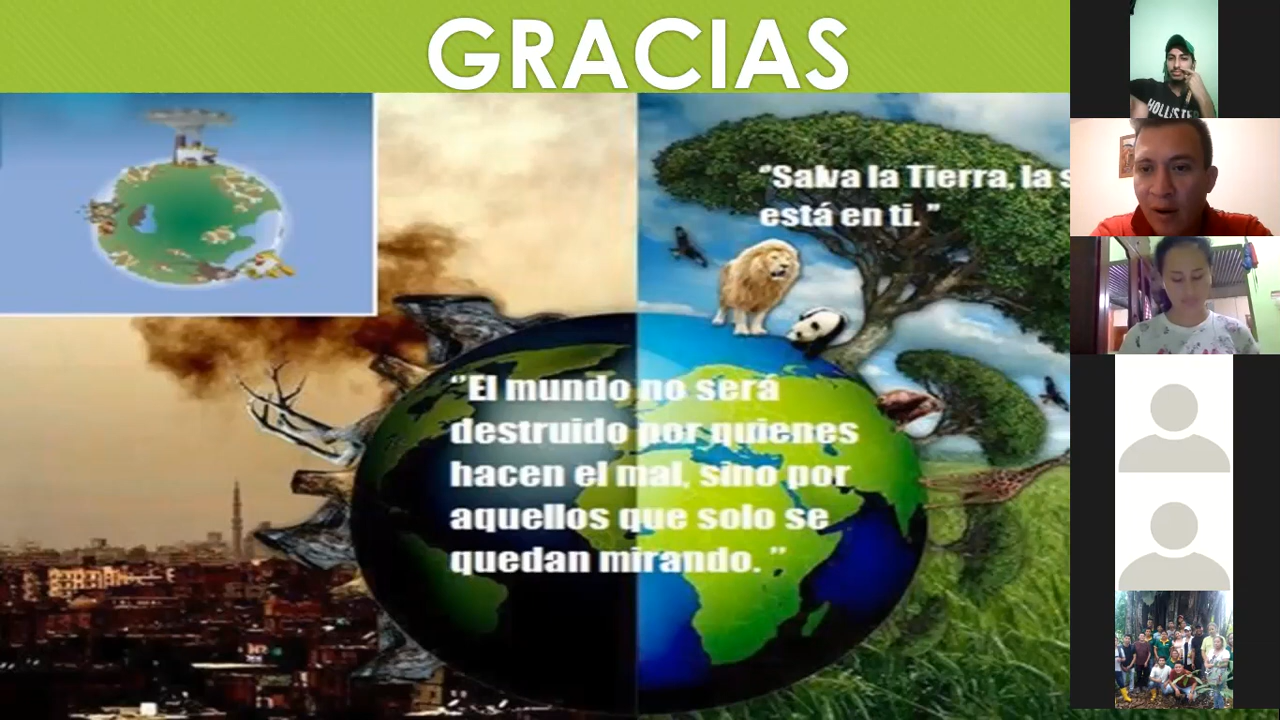 GRACIAS
“Salva la Tierra, la s
está en ti. ”
“El mundo no será
destruido por quienes
hacen el mal, sino por
aquellos que solo se
quedan mirando. ”
HOLLISTE